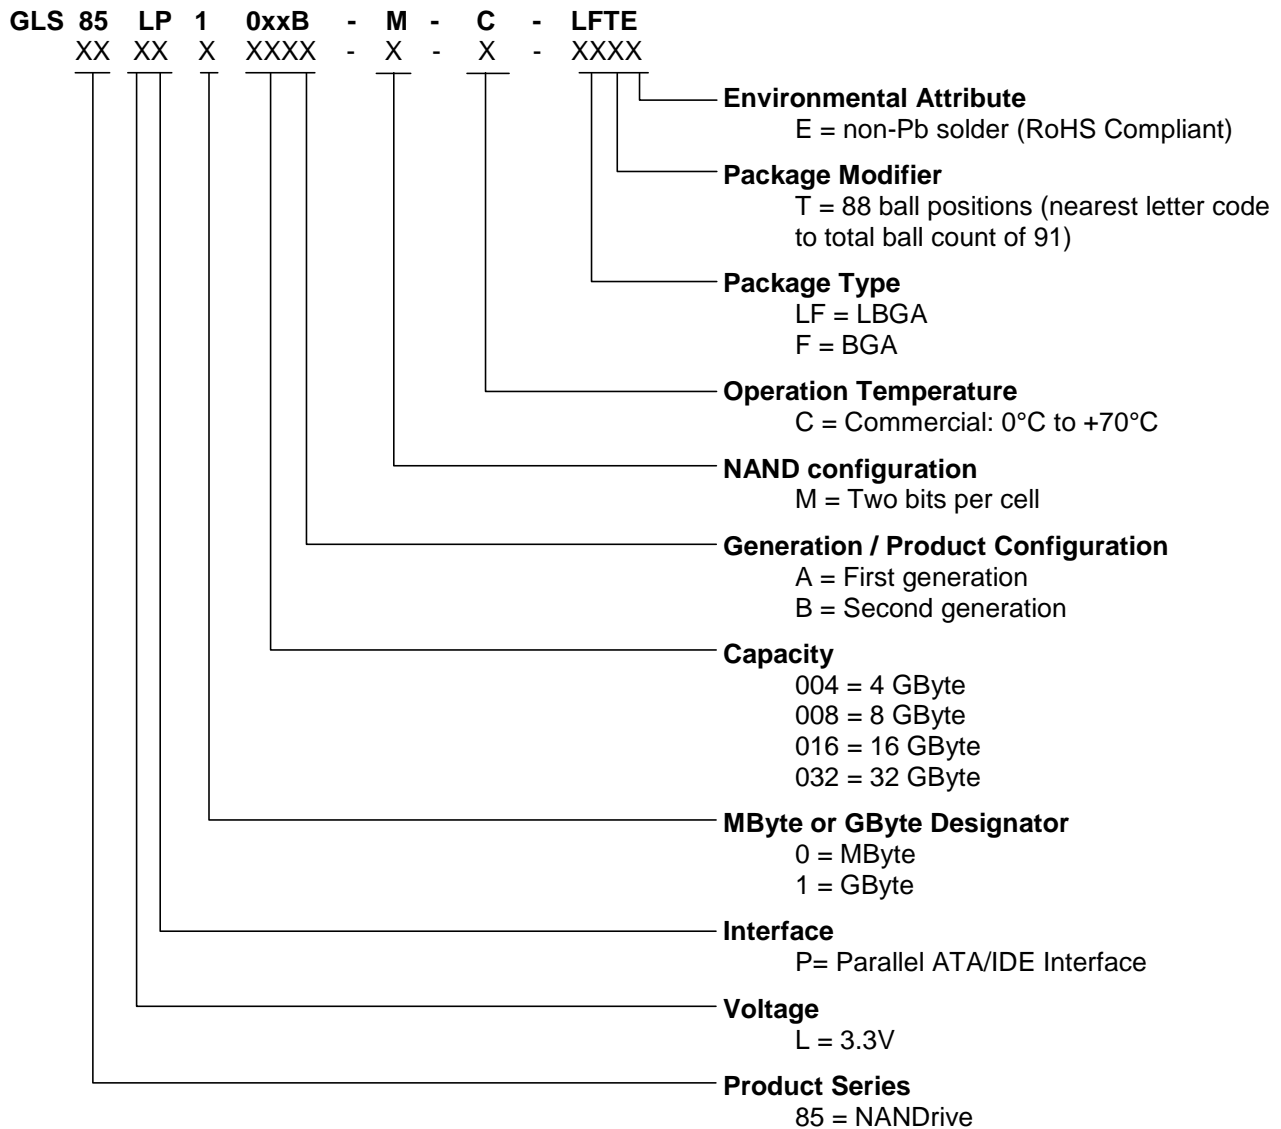 GLS 85 LP 1 0xxB - M - C - LFTE
XX XX X XXXX - X - X - XXXX
Environmental Attribute
E = non-Pb solder (RoHS Compliant)
Package Modifier
T = 88 ball positions (nearest letter code
to total ball count of 91)
Package Type
LF = LBGA
F = BGA
Operation Temperature
C = Commercial: 0°C to +70°C
NAND configuration
M = Two bits per cell
Generation / Product Configuration
A = First generation
B = Second generation
Capacity
004 = 4 GByte
008 = 8 GByte
016 = 16 GByte
032 = 32 GByte
MByte or GByte Designator
0 = MByte
1 = GByte
Interface
P= Parallel ATA/IDE Interface
Voltage
L = 3.3V
Product Series
85 = NANDrive